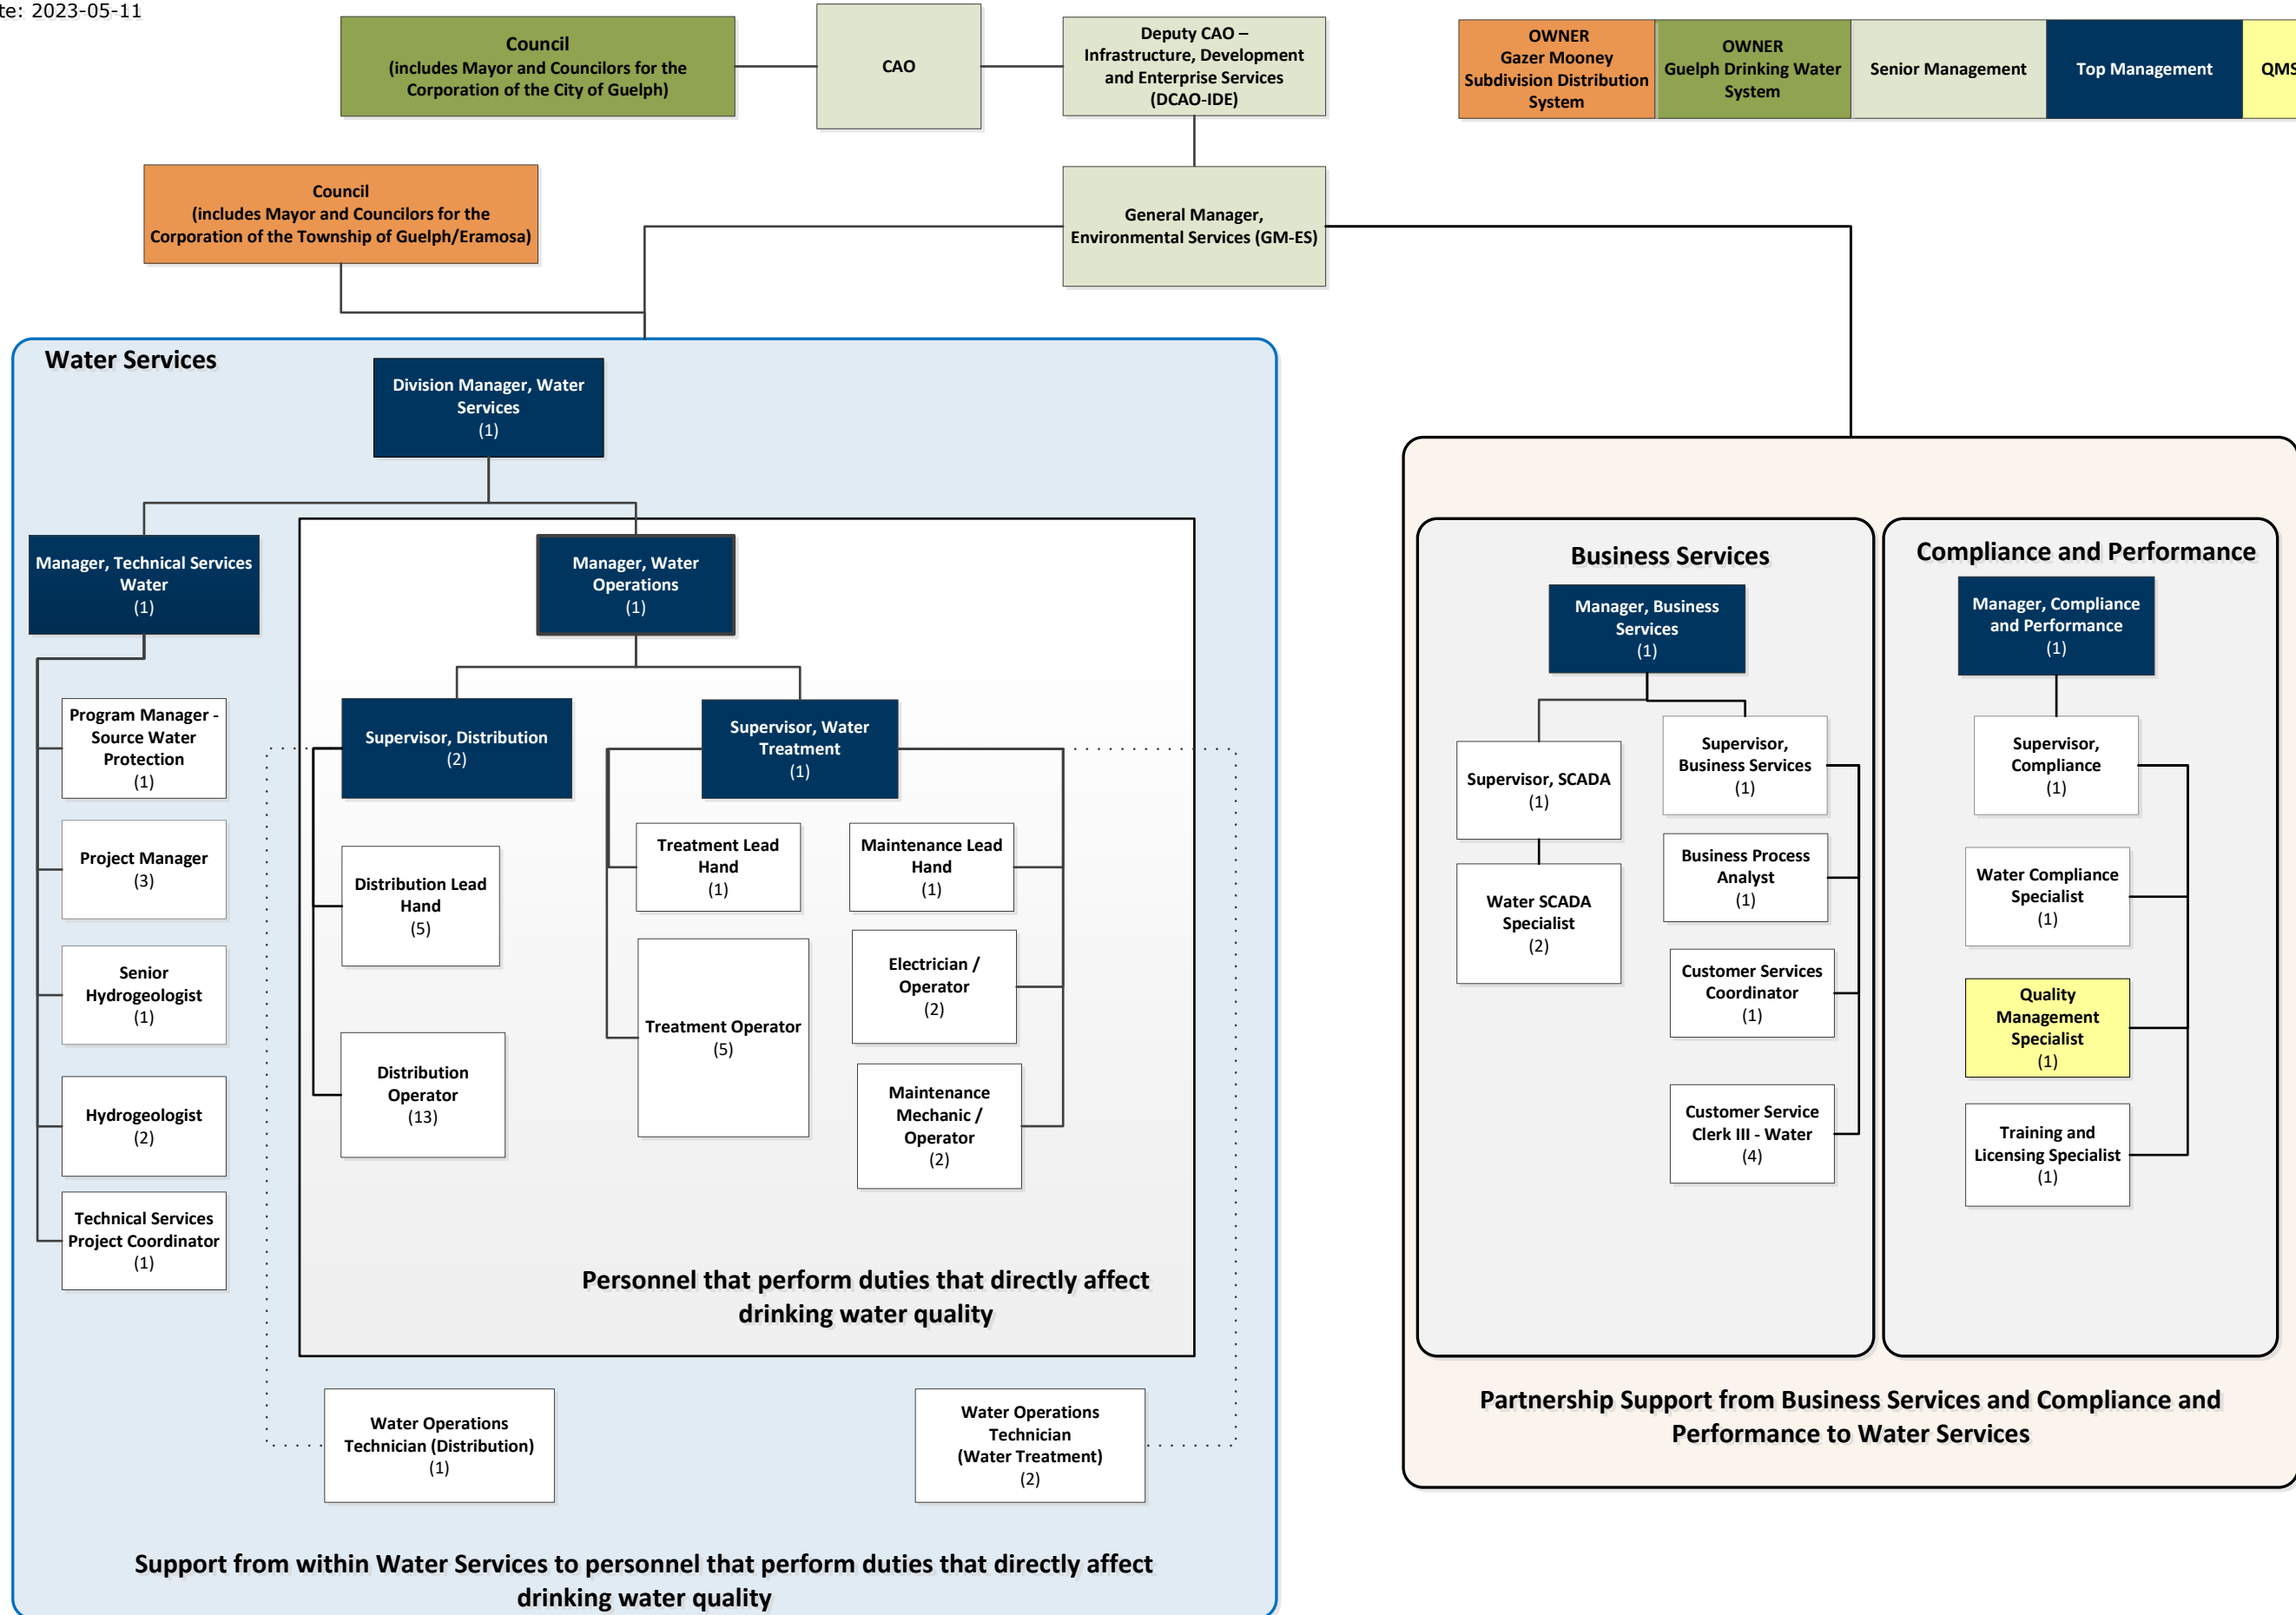 te: 2023-05-11
Council
(includes Mayor and Councilors for the
Corporation of the City of Guelph)
CAO
Deputy CAO –
Infrastructure, Development
and Enterprise Services
(DCAO-IDE)
OWNER
Gazer Mooney
Subdivision Distribution
System
OWNER
Guelph Drinking Water
System
Senior Management
Top Management
QMS
Council
(includes Mayor and Councilors for the
Corporation of the Township of Guelph/Eramosa)
General Manager,
Environmental Services (GM-ES)
Water Services
Division Manager, Water
Services
(1)
Manager, Technical Services
Water
(1)
Manager, Water
Operations
(1)
Program Manager -
Source Water
Protection
(1)
Project Manager
(3)
Senior
Hydrogeologist
(1)
Hydrogeologist
(2)
Technical Services
Project Coordinator
(1)
Supervisor, Distribution
(2)
Distribution Lead
Hand
(5)
Distribution
Operator
(13)
Supervisor, Water
Treatment
(1)
Treatment Lead
Hand
(1)
Treatment Operator
(5)
Maintenance Lead
Hand
(1)
Electrician /
Operator
(2)
Maintenance
Mechanic /
Operator
(2)
Personnel that perform duties that directly affect
drinking water quality
Water Operations
Technician (Distribution)
(1)
Water Operations
Technician
(Water Treatment)
(2)
Support from within Water Services to personnel that perform duties that directly affect
drinking water quality
Business Services
Manager, Business
Services
(1)
Supervisor, SCADA
(1)
Water SCADA
Specialist
(2)
Supervisor,
Business Services
(1)
Business Process
Analyst
(1)
Customer Services
Coordinator
(1)
Customer Service
Clerk III - Water
(4)
Compliance and Performance
Manager, Compliance
and Performance
(1)
Supervisor,
Compliance
(1)
Water Compliance
Specialist
(1)
Quality
Management
Specialist
(1)
Training and
Licensing Specialist
(1)
Partnership Support from Business Services and Compliance and
Performance to Water Services